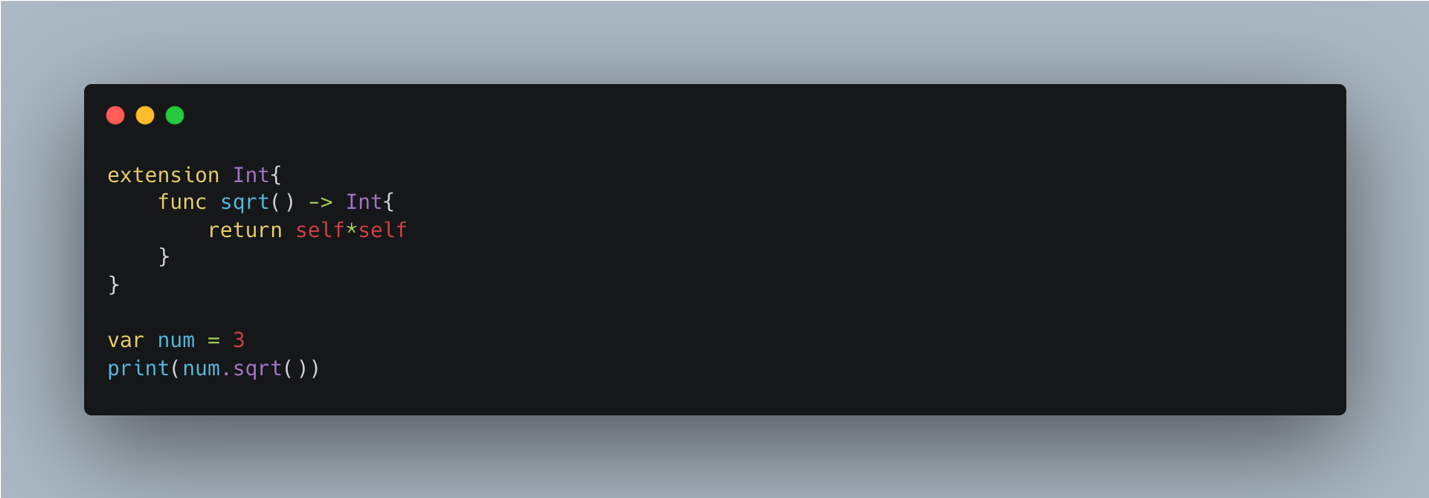 extension Int{
    func sqrt() -> Int{
        return self*self
    }
}

var num = 3
print(num.sqrt())